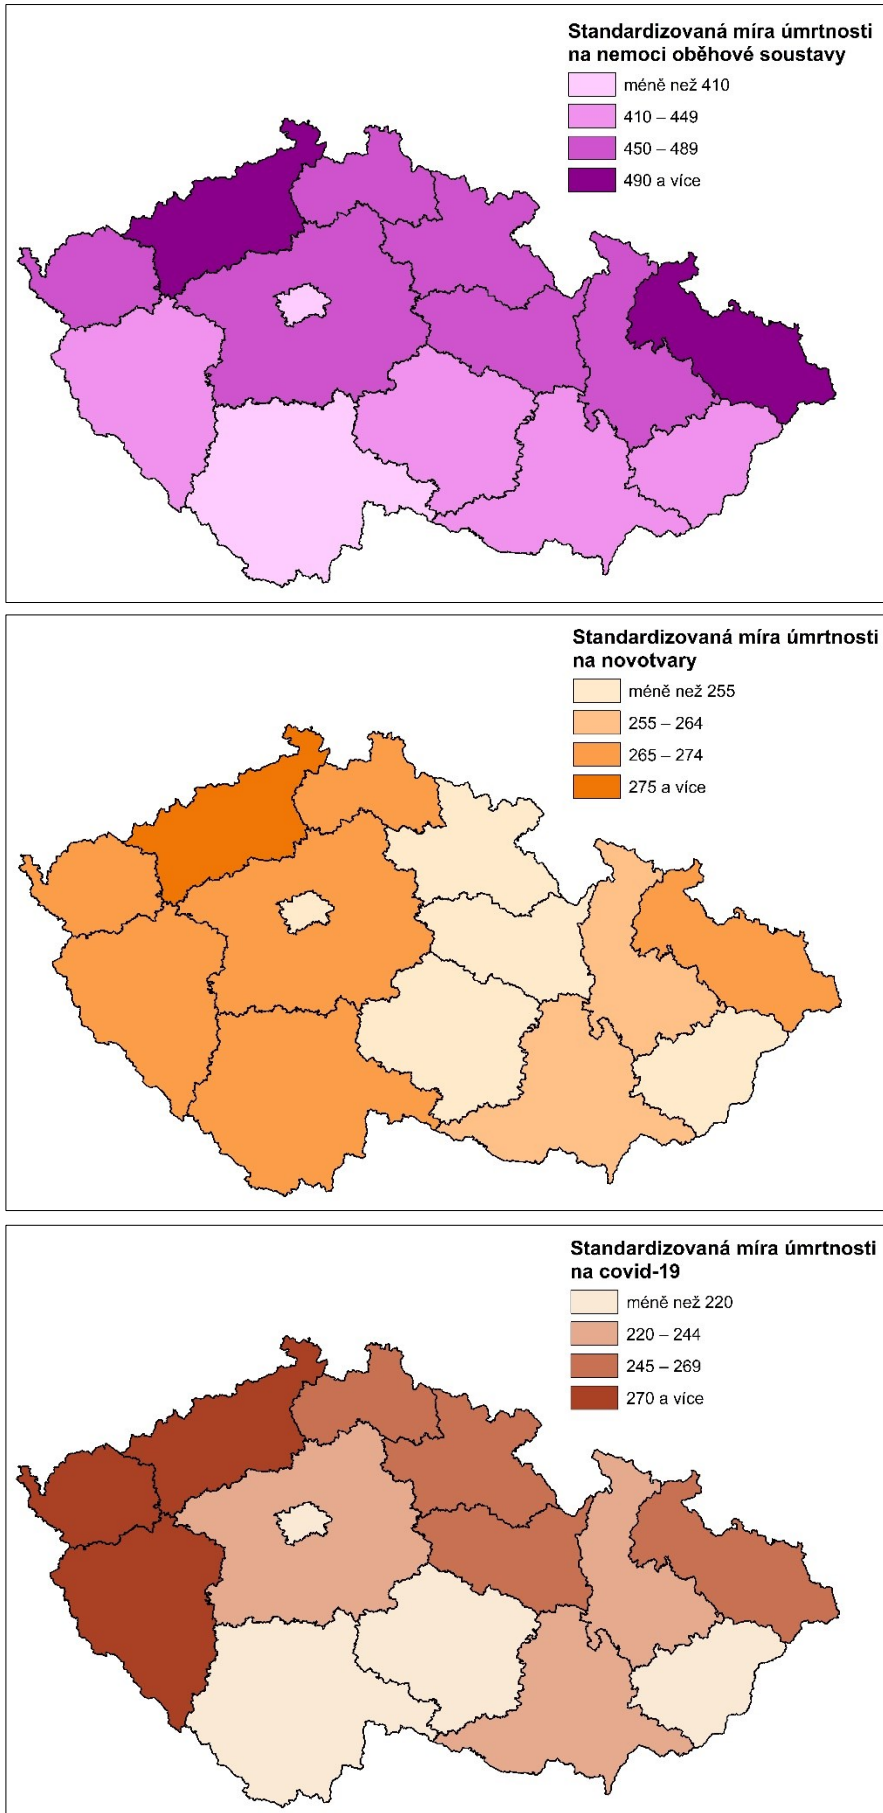 Standardizovaná míra úmrtnosti
na nemoci oběhové soustavy
méně než 410
410 – 449
450 – 489
490 a více
Standardizovaná míra úmrtnosti
na novotvary
méně než 255
255 – 264
265 – 274
275 a více
Standardizovaná míra úmrtnosti
na covid-19
méně než 220
220 – 244
245 – 269
270 a více